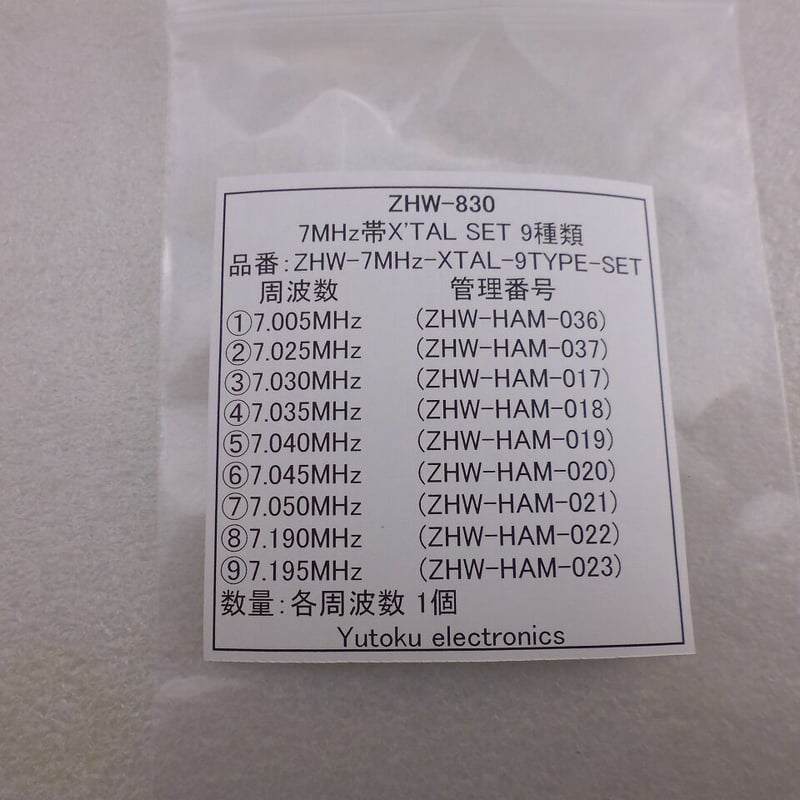 ZHW-830
7MHz帯X'TAL SET 9種類
品番:ZHW-7MHz-XTAL-9TYPE-SET
周波数 管理番号
①7.005MHz (ZHW-HAM-036)
②7.025MHz (ZHW-HAM-037)
③7.030MHz (ZHW-HAM-017)
④7.035MHz (ZHW-HAM-018)
⑤7.040MHz (ZHW-HAM-019)
⑥7.045MHz (ZHW-HAM-020)
⑦7.050MHz (ZHW-HAM-021)
⑧7.190MHz (ZHW-HAM-022)
⑨7.195MHz (ZHW-HAM-023)
数量:各周波数 1個
Yutoku electronics